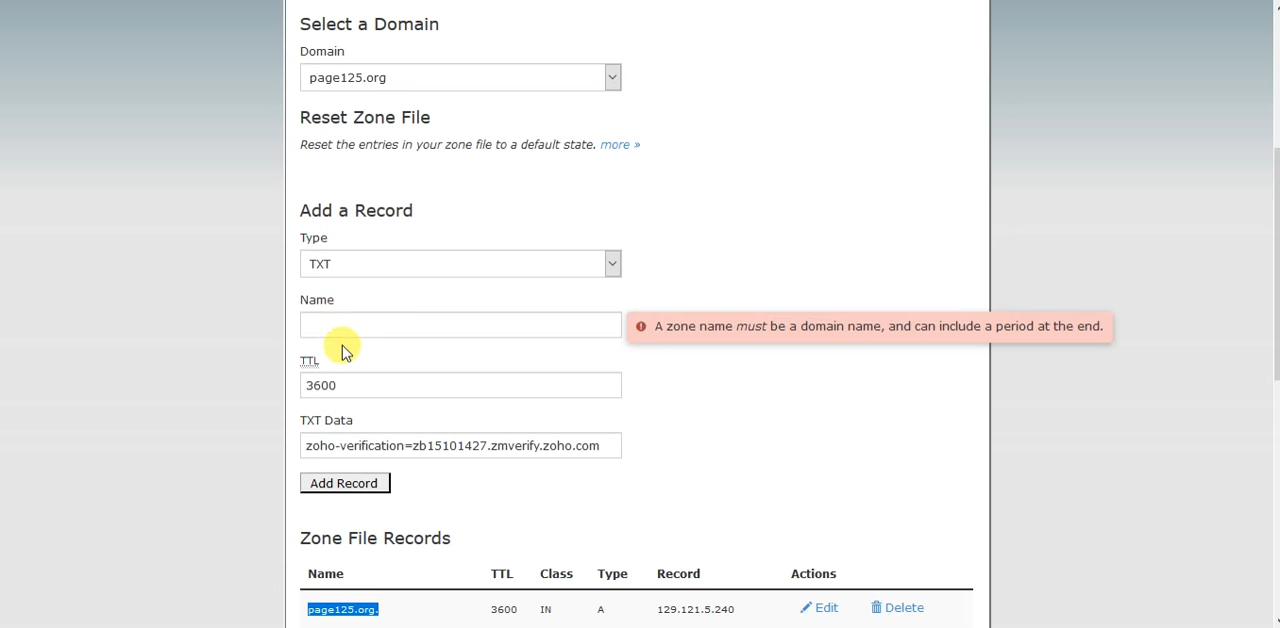 Select a Domain
Domain
page125.org
Reset Zone File
Reset the entries in your zone file to a default state. more »
Add a Record
Type
TXT
Name
A zone name must be a domain name, and can include a period at the end.
TTL
3600
TXT Data
zoho-verification=zb15101427.zmverify.zoho.com
Add Record
Zone File Records
Name TTL Class Type Record Actions
page125.org. 3600 IN A 129.121.5.240 Edit Delete